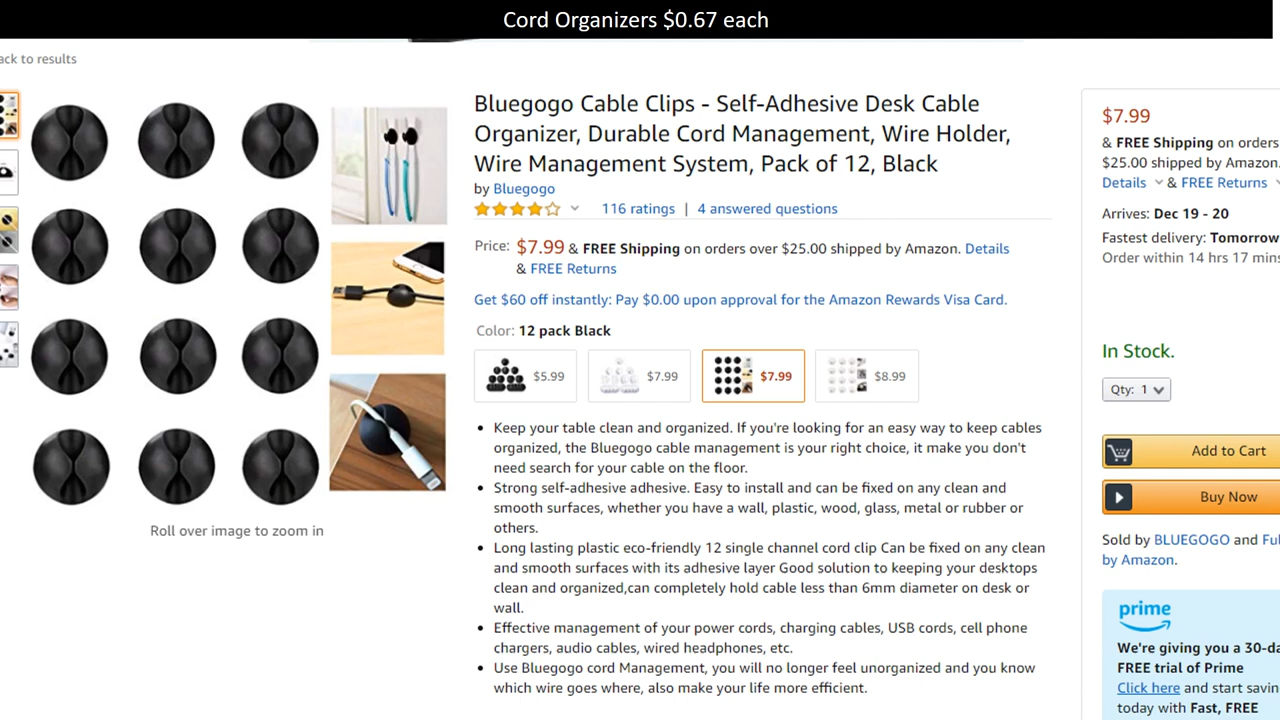 Cord Organizers $0.67 each
ack to results
Bluegogo Cable Clips - Self-Adhesive Desk Cable
Organizer, Durable Cord Management, Wire Holder,
Wire Management System, Pack of 12, Black
by Bluegogo
116 ratings | 4 answered questions
Price: $7.99 & FREE Shipping on orders over $25.00 shipped by Amazon. Details
& FREE Returns
Get $60 off instantly: Pay $0.00 upon approval for the Amazon Rewards Visa Card.
Color: 12 pack Black
$5.99 $7.99 $7.99 $8.99
Keep your table clean and organized. If you're looking for an easy way to keep cables
organized, the Bluegogo cable management is your right choice, it make you don't
need search for your cable on the floor.
Strong self-adhesive adhesive. Easy to install and can be fixed on any clean and
smooth surfaces, whether you have a wall, plastic, wood, glass, metal or rubber or
others.
Long lasting plastic eco-friendly 12 single channel cord clip Can be fixed on any clean
and smooth surfaces with its adhesive layer Good solution to keeping your desktops
clean and organized,can completely hold cable less than 6mm diameter on desk or
wall.
Effective management of your power cords, charging cables, USB cords, cell phone
chargers, audio cables, wired headphones, etc.
Use Bluegogo cord Management, you will no longer feel unorganized and you know
which wire goes where, also make your life more efficient.
Roll over image to zoom in
$7.99
& FREE Shipping on orders
$25.00 shipped by Amazon.
Details & FREE Returns
Arrives: Dec 19 - 20
Fastest delivery: Tomorrow
Order within 14 hrs 17 mins
In Stock.
Qty: 1
Add to Cart
Buy Now
Sold by BLUEGOGO and Ful
by Amazon.
prime
We're giving you a 30-da
FREE trial of Prime
Click here and start savin
today with Fast, FREE